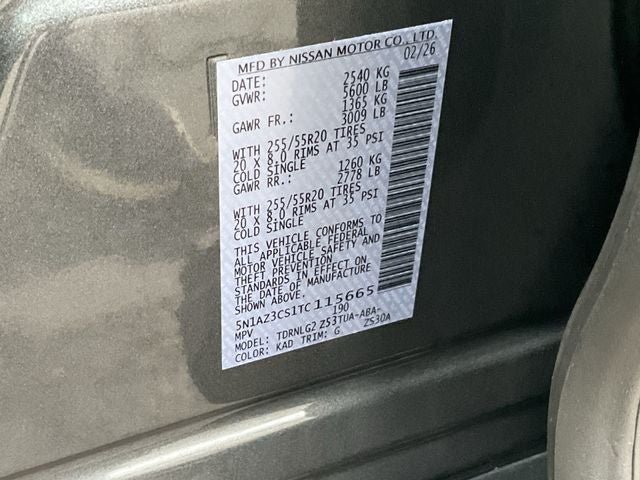 MFD BY NISSAN MOTOR CO., LTD.
DATE: 02/26
GVWR: 2540 KG
5600 LB
GAWR FR.: 1365 KG
3009 LB
WITH 255/55R20 TIRES
20 X 8.0 RIMS AT 35 PSI
COLD SINGLE
GAWR RR.: 1260 KG
2778 LB
WITH 255/55R20 TIRES
20 X 8.0 RIMS AT 35 PSI
COLD SINGLE
THIS VEHICLE CONFORMS TO
ALL APPLICABLE FEDERAL
MOTOR VEHICLE SAFETY AND
THEFT PREVENTION
STANDARDS IN EFFECT ON
THE DATE OF MANUFACTURE
SHOWN ABOVE.
5N1AZ3CS1TC115665
MPV 190
MODEL: TDRNLG2 Z53TUA-ABA-
COLOR: KAD TRIM: G ZS30A